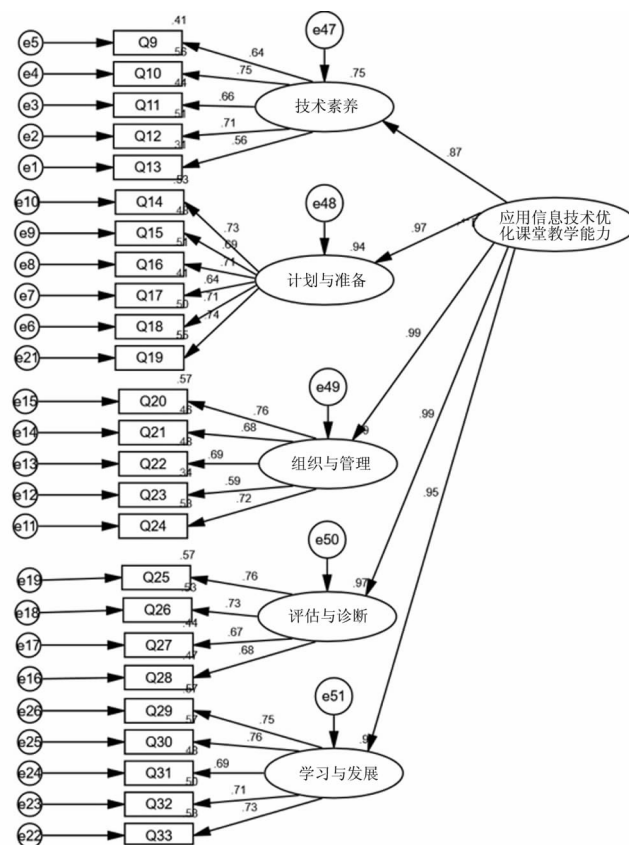 .41
e47
e5
Q9
.64
.56
.75
e4
Q10
.75
.44
e3
Q11
.66
技术素养
.51
e2
Q12
.71
.31
.56
e1
Q13
.87
.53
e10
Q14
e48
.48
.73
.97
应用信息技术优
化课堂教学能力
e9
Q15
.69
.51
.94
e8
Q16
.71
计划与准备
.41
e7
Q17
.64
.50
.71
e6
Q18
.74
.55
e21
Q19
.99
.57
e49
e15
Q20
.76
.46
.99
e14
Q21
.68
.48
e13
Q22
.69
组织与管理
.34
.95
e12
Q23
.59
.53
.72
e11
Q24
e50
.57
e19
Q25
.76
.97
.53
e18
Q26
.73
评估与诊断
.44
e17
Q27
.67
.47
.68
e16
Q28
.57
e51
e26
Q29
.75
.57
e25
Q30
.76
.48
e24
Q31
.69
学习与发展
.50
e23
Q32
.71
.53
.73
e22
Q33